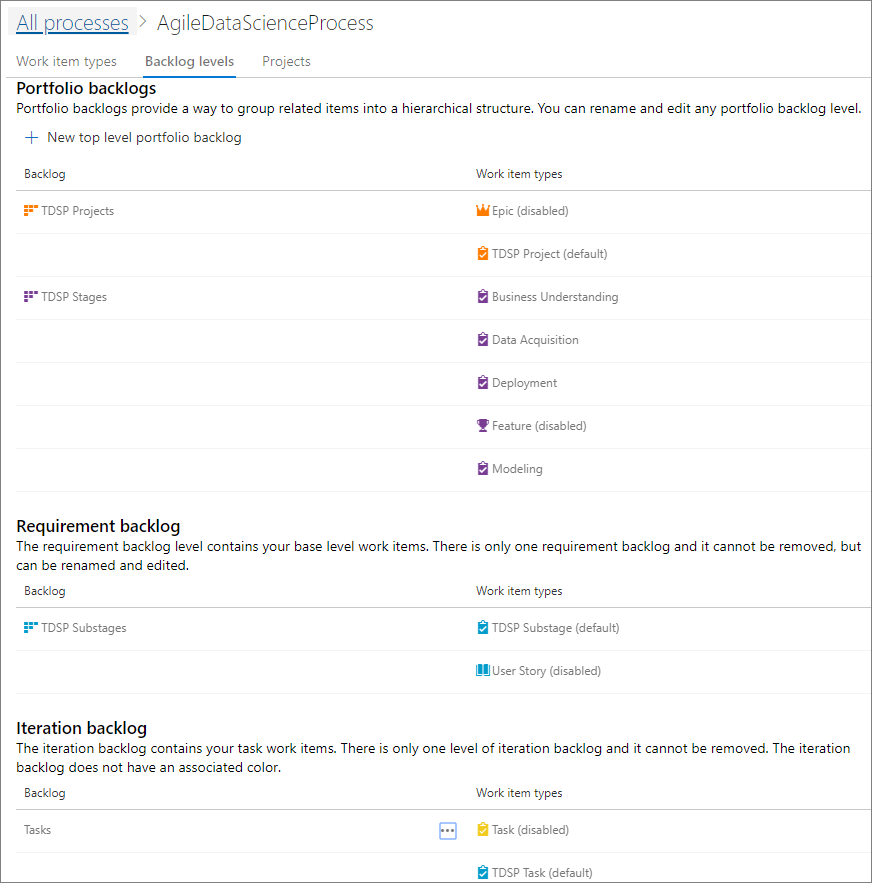 All processes > AgileDataScienceProcess
Work item types Backlog levels Projects
Portfolio backlogs
Portfolio backlogs provide a way to group related items into a hierarchical structure. You can rename and edit any portfolio backlog level.
+ New top level portfolio backlog
Backlog Work item types
TDSP Projects Epic (disabled)
TDSP Project (default)
TDSP Stages Business Understanding
Data Acquisition
Deployment
Feature (disabled)
Modeling
Requirement backlog
The requirement backlog level contains your base level work items. There is only one requirement backlog and it cannot be removed, but
can be renamed and edited.
Backlog Work item types
TDSP Substages TDSP Substage (default)
User Story (disabled)
Iteration backlog
The iteration backlog contains your task work items. There is only one level of iteration backlog and it cannot be removed. The iteration
backlog does not have an associated color.
Backlog Work item types
Tasks ... Task (disabled)
TDSP Task (default)